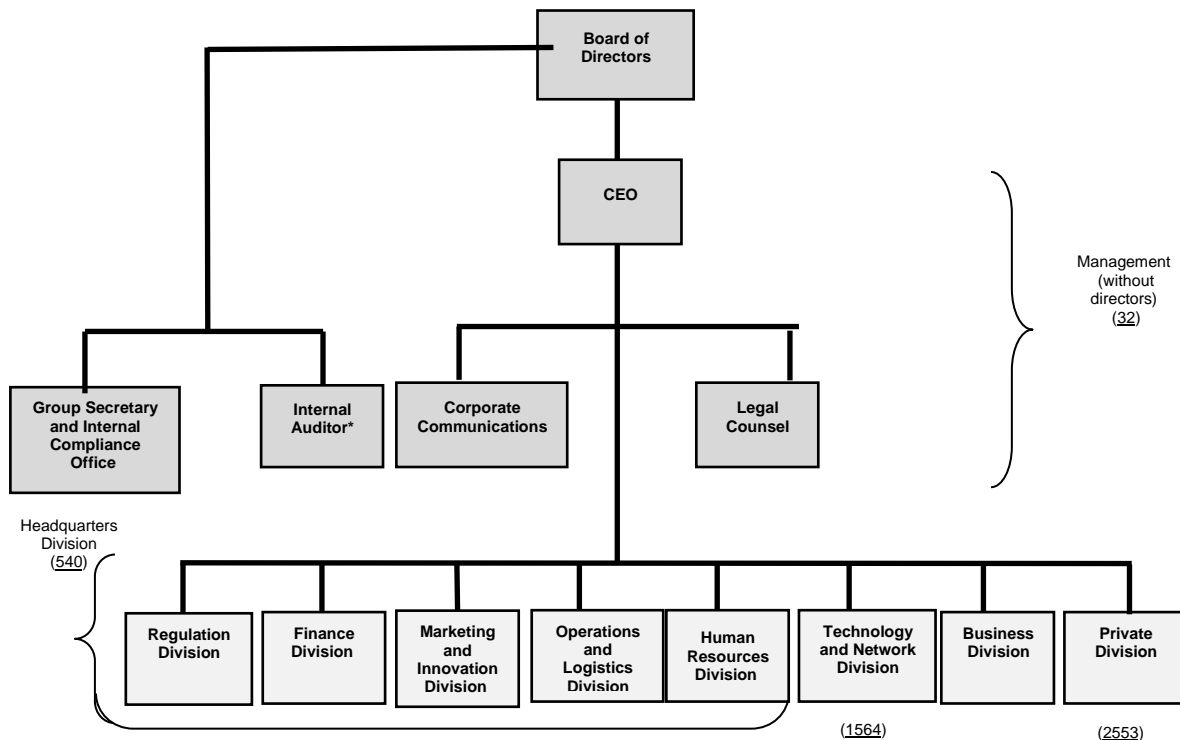 Board of
Directors
CEO
Management
(without
directors)
(32)
Group Secretary
and Internal
Compliance
Office
Internal
Auditor*
Corporate
Communications
Legal
Counsel
Headquarters
Division
(540)
Regulation
Division
Finance
Division
Marketing
and
Innovation
Division
Operations
and
Logistics
Division
Human
Resources
Division
Technology
and Network
Division
Business
Division
Private
Division
(1564)
(2553)